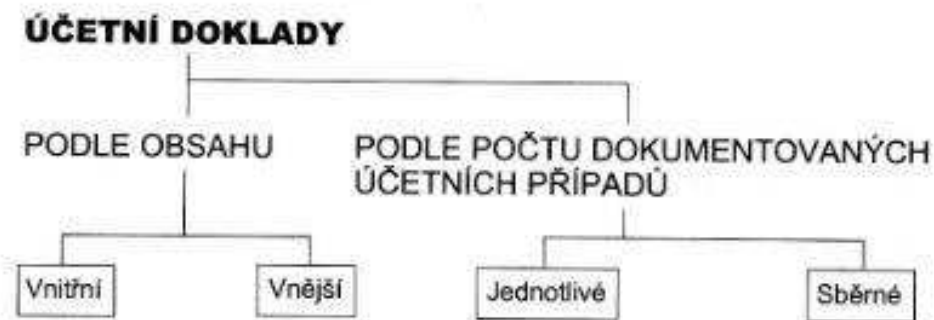 ÚČETNÍ DOKLADY
PODLE OBSAHU
PODLE POČTU DOKUMENTOVANÝCH
ÚČETNÍCH PŘÍPADŮ
Vnitřní
Vnější
Jednotlivé
Sběrné